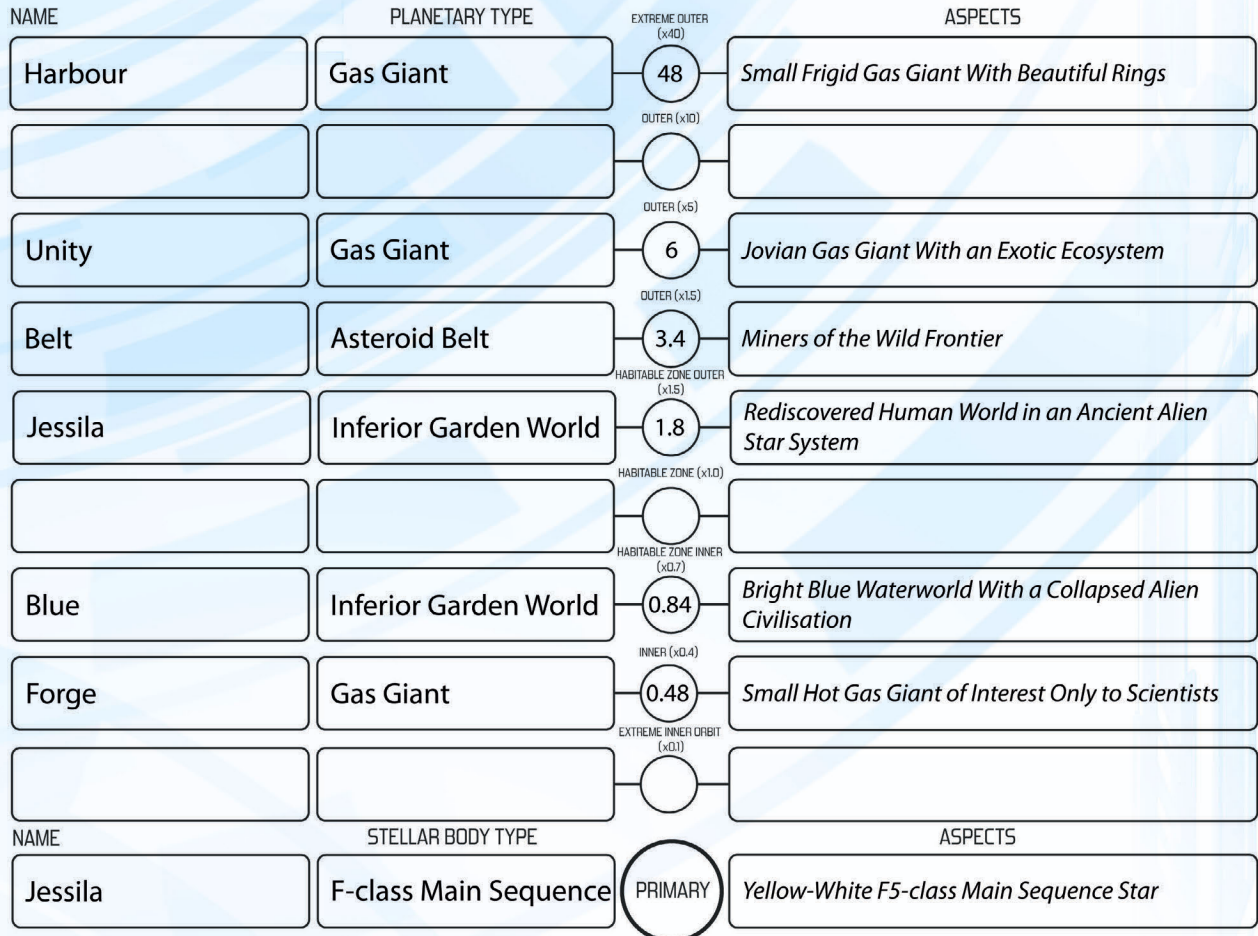 NAME PLANETARY TYPE EXTREME OUTER ASPECTS
(x40)
Harbour Gas Giant 48 Small Frigid Gas Giant With Beautiful Rings
OUTER (x10)
OUTER (x5)
Unity Gas Giant 6 Jovian Gas Giant With an Exotic Ecosystem
OUTER (x1.5)
Belt Asteroid Belt 3.4 Miners of the Wild Frontier
HABITABLE ZONE OUTER
(x1.5)
Jessila Inferior Garden World 1.8 Rediscovered Human World in an Ancient Alien
Star System
HABITABLE ZONE (x1.0)
HABITABLE ZONE INNER
(x0.7)
Blue Inferior Garden World 0.84 Bright Blue Waterworld With a Collapsed Alien
Civilisation
INNER (x0.4)
Forge Gas Giant 0.48 Small Hot Gas Giant of Interest Only to Scientists
EXTREME INNER ORBIT
(x0.1)
NAME STELLAR BODY TYPE ASPECTS
Jessila F-class Main Sequence PRIMARY Yellow-White F5-class Main Sequence Star